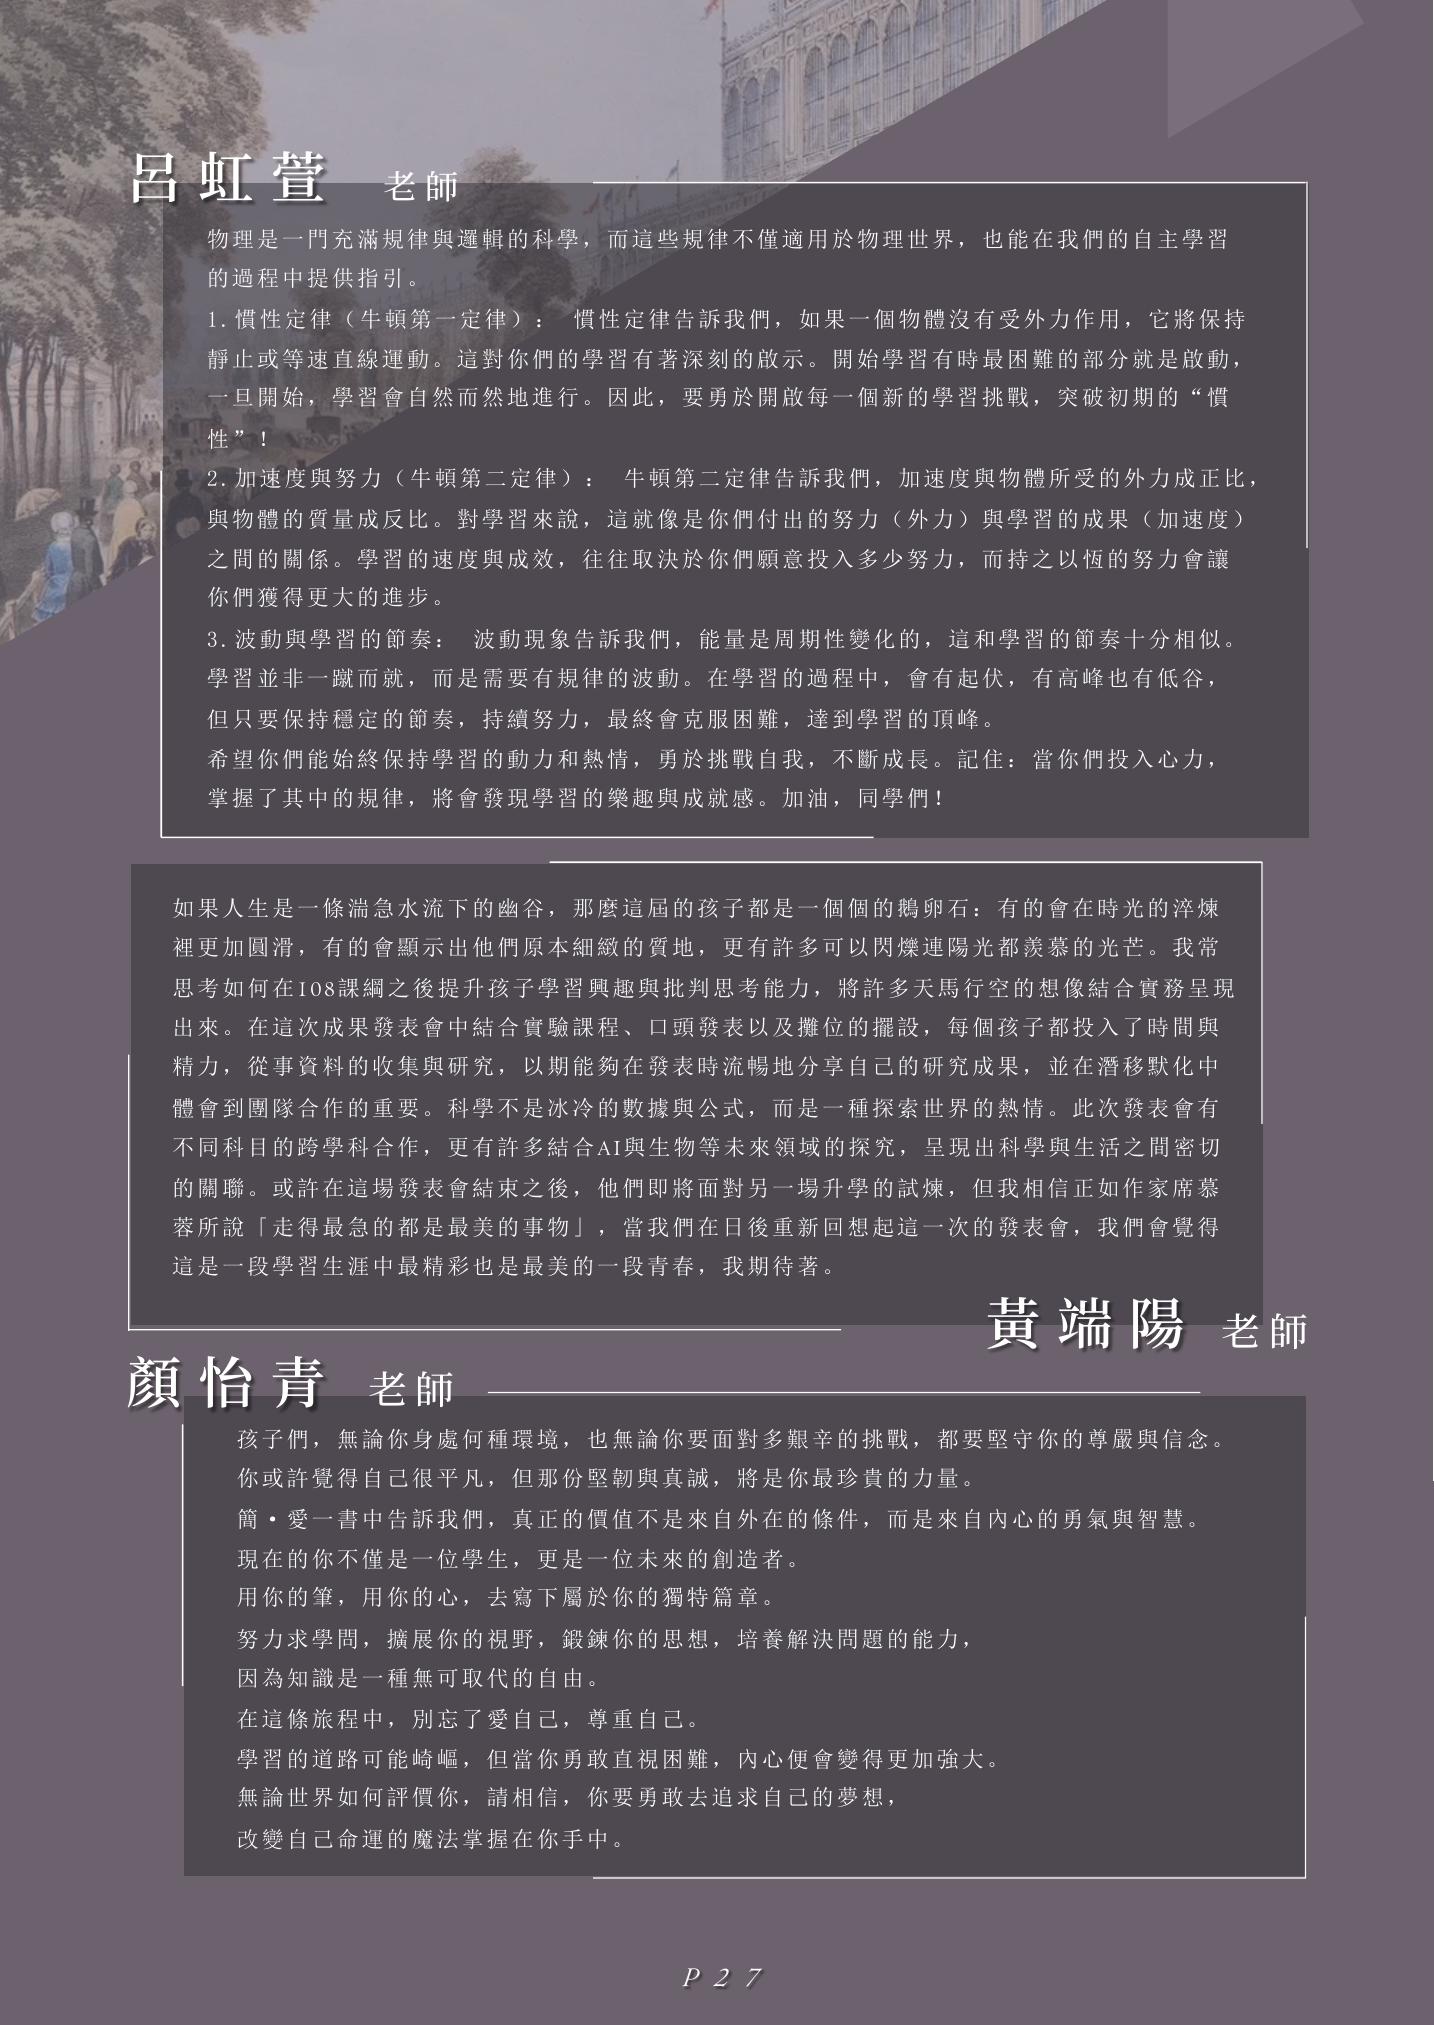 呂虹萱 老師
物理是一門充滿規律與邏輯的科學，而這些規律不僅適用於物理世界，也能在我們的自主學習
的過程中提供指引。
1. 慣性定律（牛頓第一定律）： 慣性定律告訴我們，如果一個物體沒有受外力作用，它將保持
靜止或等速直線運動。這對你們的學習有著深刻的啟示。開始學習有時最困難的部分就是啟動，
一旦開始，學習會自然而然地進行。因此，要勇於開啟每一個新的學習挑戰，突破初期的“慣
性”！
2. 加速度與努力（牛頓第二定律）： 牛頓第二定律告訴我們，加速度與物體所受的外力成正比，
與物體的質量成反比。對學習來說，這就像是你們付出的努力（外力）與學習的成果（加速度）
之間的關係。學習的速度與成效，往往取決於你們願意投入多少努力，而持之以恆的努力會讓
你們獲得更大的進步。
3. 波動與學習的節奏： 波動現象告訴我們，能量是周期性變化的，這和學習的節奏十分相似。
學習並非一蹴而就，而是需要有規律的波動。在學習的過程中，會有起伏，有高峰也有低谷，
但只要保持穩定的節奏，持續努力，最終會克服困難，達到學習的頂峰。
希望你們能始終保持學習的動力和熱情，勇於挑戰自我，不斷成長。記住：當你們投入心力，
掌握了其中的規律，將會發現學習的樂趣與成就感。加油，同學們！
如果人生是一條湍急水流下的幽谷，那麼這屆的孩子都是一個個的鵝卵石：有的會在時光的淬煉
裡更加圓滑，有的會顯示出他們原本細緻的質地，更有許多可以閃爍連陽光都羨慕的光芒。我常
思考如何在108課綱之後提升孩子學習興趣與批判思考能力，將許多天馬行空的想像結合實務呈現
出來。在這次成果發表會中結合實驗課程、口頭發表以及攤位的擺設，每個孩子都投入了時間與
精力，從事資料的收集與研究，以期能夠在發表時流暢地分享自己的研究成果，並在潛移默化中
體會到團隊合作的重要。科學不是冰冷的數據與公式，而是一種探索世界的熱情。此次發表會有
不同科目的跨學科合作，更有許多結合AI與生物等未來領域的探究，呈現出科學與生活之間密切
的關聯。或許在這場發表會結束之後，他們即將面對另一場升學的試煉，但我相信正如作家席慕
蓉所說「走得最急的都是最美的事物」，當我們在日後重新回想起這一次的發表會，我們會覺得
這是一段學習生涯中最精彩也是最美的一段青春，我期待著。
黃端陽 老師
顏怡青 老師
孩子們，無論你身處何種環境，也無論你要面對多艱辛的挑戰，都要堅守你的尊嚴與信念。
你或許覺得自己很平凡，但那份堅韌與真誠，將是你最珍貴的力量。
簡・愛一書中告訴我們，真正的價值不是來自外在的條件，而是來自內心的勇氣與智慧。
現在的你不僅是一位學生，更是一位未來的創造者。
用你的筆，用你的心，去寫下屬於你的獨特篇章。
努力求學問，擴展你的視野，鍛鍊你的思想，培養解決問題的能力，
因為知識是一種無可取代的自由。
在這條旅程中，別忘了愛自己，尊重自己。
學習的道路可能崎嶇，但當你勇敢直視困難，內心便會變得更加強大。
無論世界如何評價你，請相信，你要勇敢去追求自己的夢想，
改變自己命運的魔法掌握在你手中。
P27